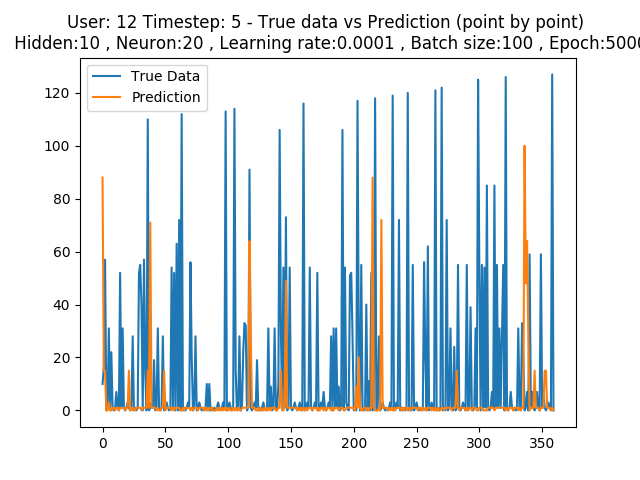 User: 12 Timestep: 5 - True data vs Prediction (point by point)
Hidden:10 , Neuron:20 , Learning rate:0.0001 , Batch size:100 , Epoch:5000
True Data
Prediction
120
100
80
60
40
20
0
0 50 100 150 200 250 300 350